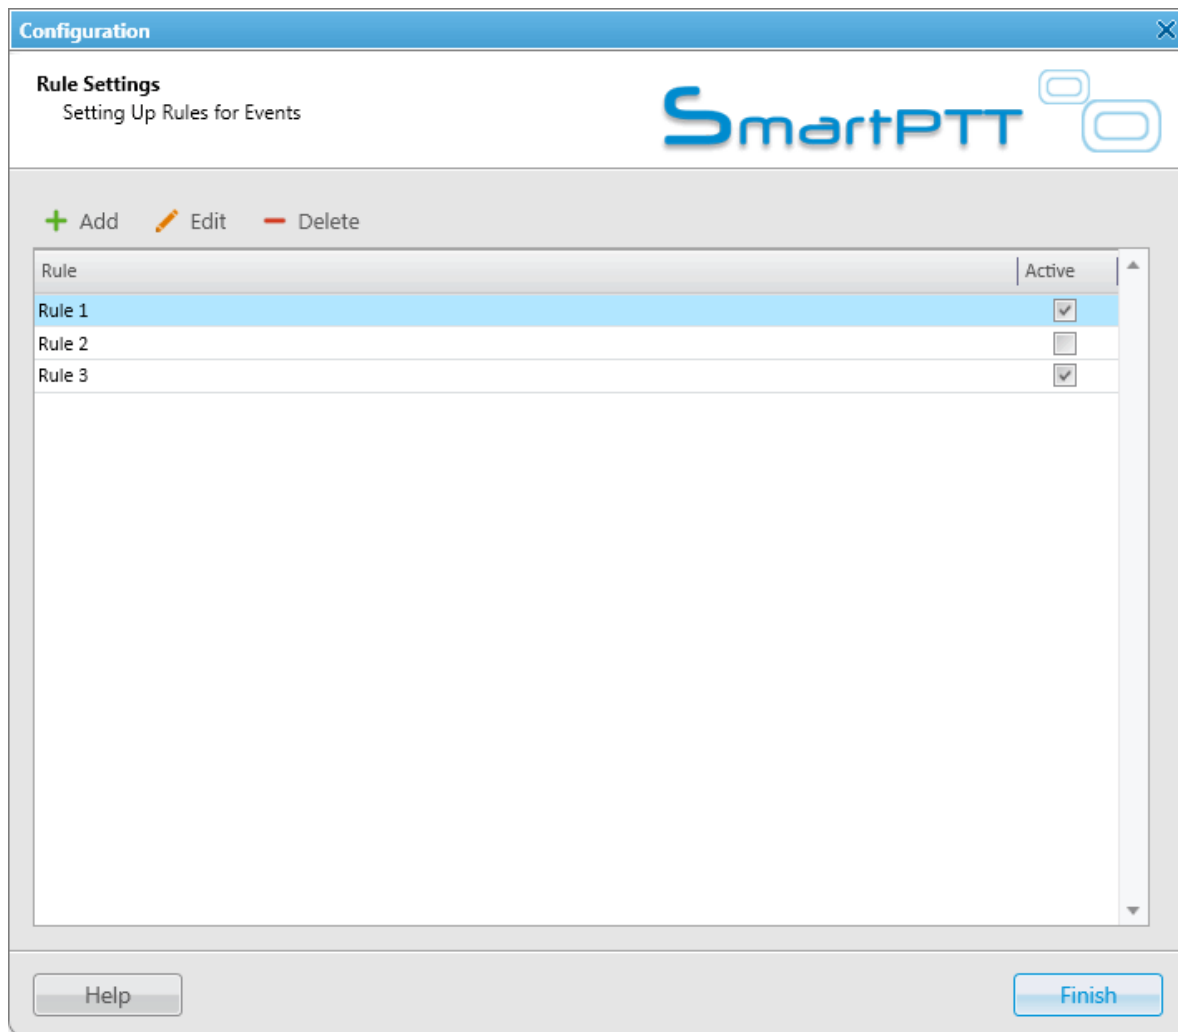 Configuration
Rule Settings
Setting Up Rules for Events
SmartPTT
Add Edit Delete
Rule Active
Rule 1
Rule 2
Rule 3
Help Finish